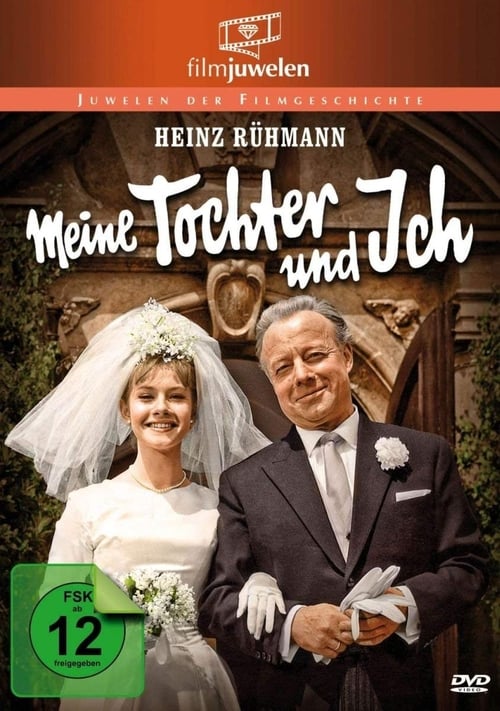 filmjuwelen
JUWELEN DER FILMGESCHICHTE
HEINZ RÜHMANN
Meine Tochter
und Ich
FSK
ab
12
freigegeben
DVD
VIDEO